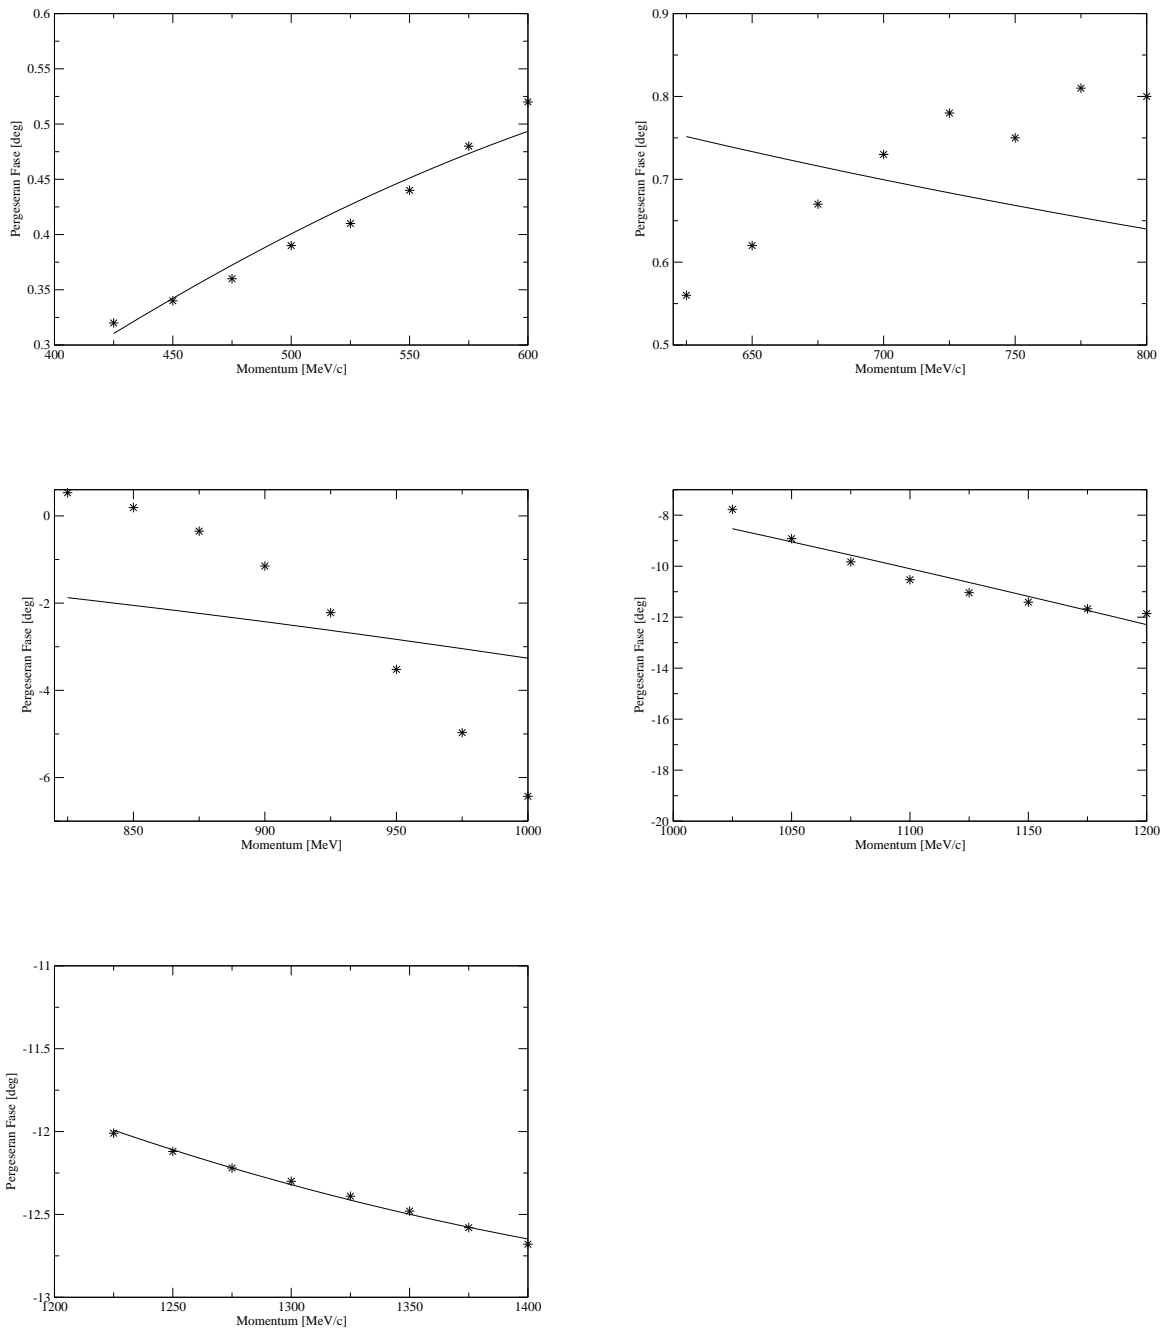 0.6
0.55
0.5
0.45
0.4
0.35
0.3
Pergeseran Fase [deg]
400 450 500 550 600
Momentum [MeV/c]
0.9
0.8
0.7
0.6
0.5
Pergeseran Fase [deg]
650 700 750 800
Momentum [MeV/c]
0
-2
-4
-6
Pergeseran Fase [deg]
850 900 950 1000
Momentum [MeV]
-8
-10
-12
-14
-16
-18
-20
Pergeseran Fase [deg]
1000 1050 1100 1150 1200
Momentum [MeV/c]
-11
-11.5
-12
-12.5
-13
Pergeseran Fase [deg]
1200 1250 1300 1350 1400
Momentum [MeV/c]